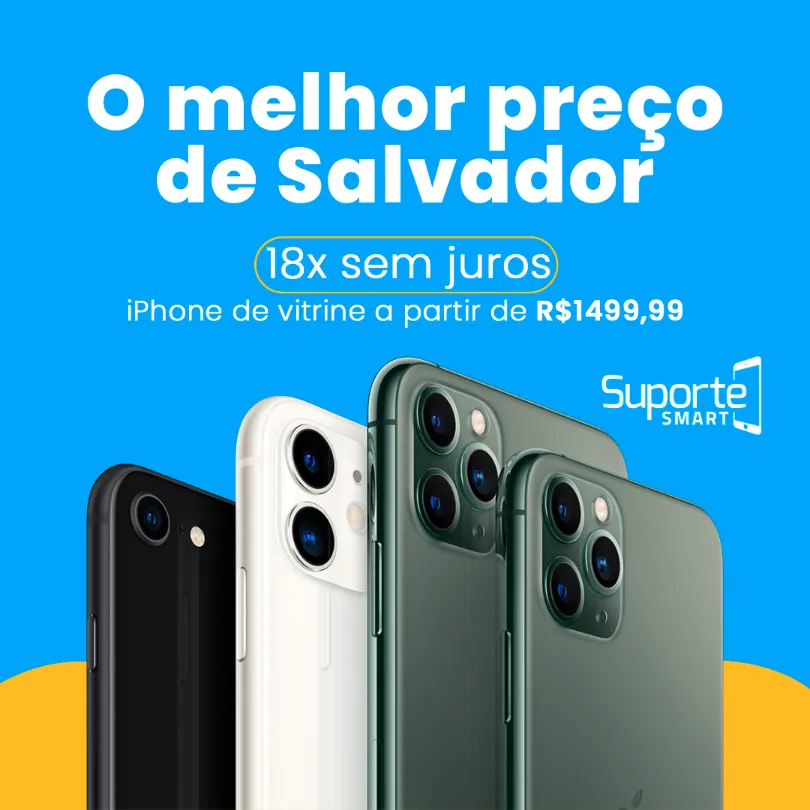 O melhor preço
de Salvador
18x sem juros
iPhone de vitrine a partir de R$1499,99
Suporte
SMART